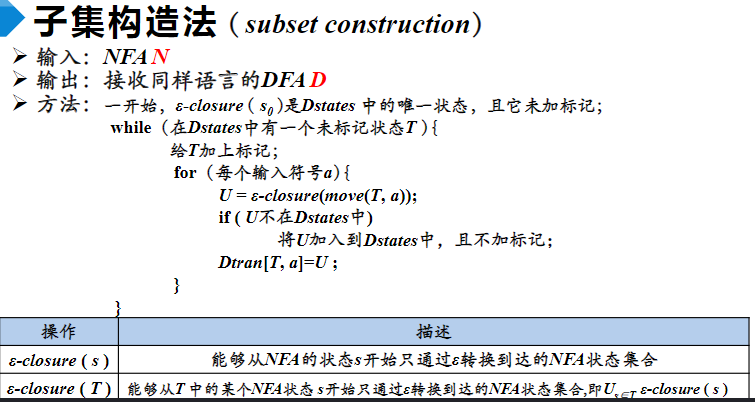 子集构造法（subset construction）
➢ 输入：NFA N
➢ 输出：接收同样语言的DFA D
➢ 方法：一开始，ε-closure ( s0 )是Dstates 中的唯一状态，且它未加标记；
while（在Dstates中有一个未标记状态T ){
给T加上标记；
for（每个输入符号a){
U = ε-closure(move(T, a));
if ( U不在Dstates中)
将U加入到Dstates中，且不加标记；
Dtran[T, a]=U ;
}
}
操作 描述
ε-closure ( s ) 能够从NFA的状态s开始只通过ε转换到达的NFA状态集合
ε-closure ( T ) 能够从T 中的某个NFA状态 s开始只通过ε转换到达的NFA状态集合,即Us∈T ε-closure ( s )